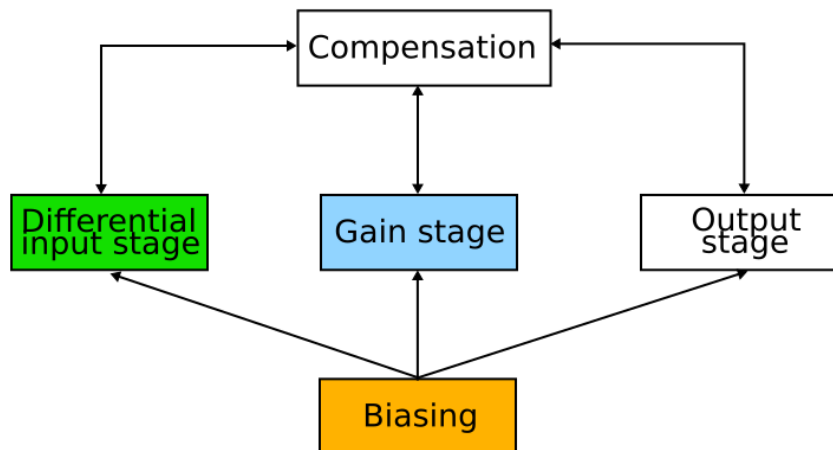 Compensation
Differential
input stage
Gain stage
Output
stage
Biasing